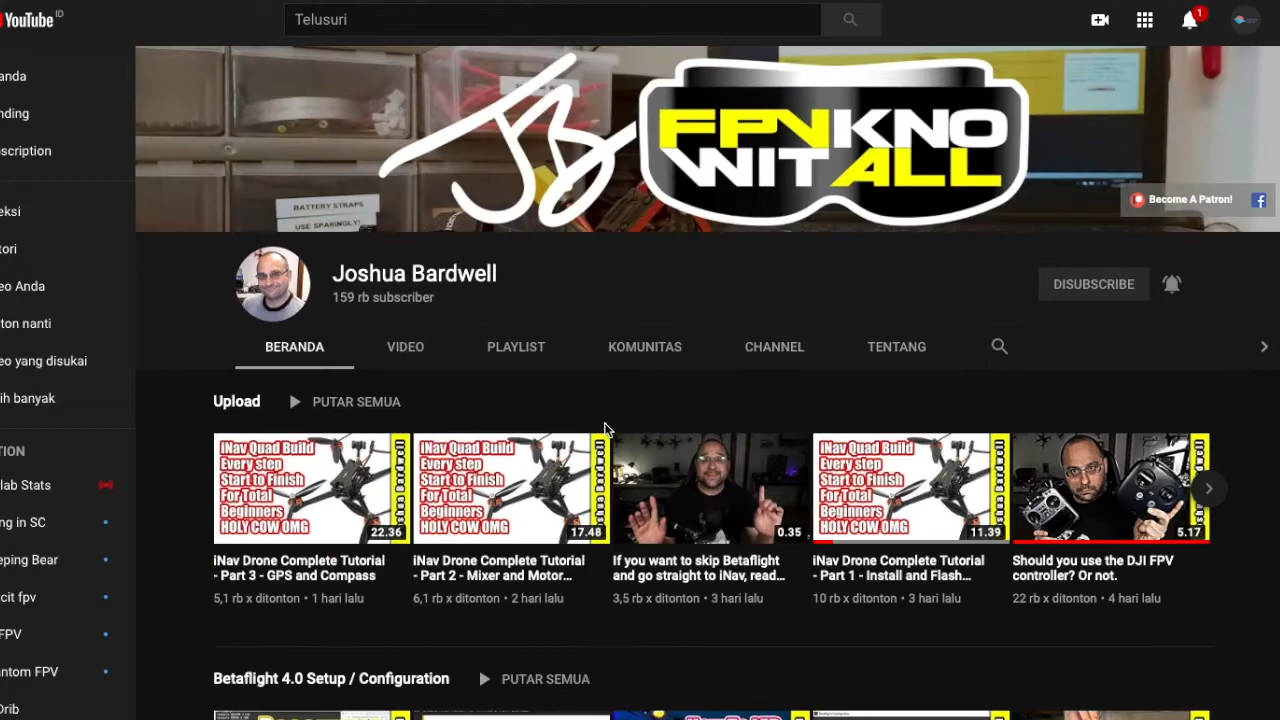 YouTube ID
Telusuri
1
anda
nding
scription
eksi
tori
eo Anda
ton nanti
eo yang disukai
ih banyak
TION
lab Stats
ng in SC
eping Bear
cit fpv
FPV
ntom FPV
Drib
BATTERY STRAPS
USE SPARINGLY!
JB
FPV KNO
WIT ALL
Become A Patron!
Joshua Bardwell
159 rb subscriber
DISUBSCRIBE
BERANDA VIDEO PLAYLIST KOMUNITAS CHANNEL TENTANG
Upload PUTAR SEMUA
iNav Quad Build
Every step
Start to Finish
For Total
Beginners
HOLY COW OMG
22.36
iNav Drone Complete Tutorial
- Part 3 - GPS and Compass
5,1 rb x ditonton • 1 hari lalu
iNav Quad Build
Every step
Start to Finish
For Total
Beginners
HOLY COW OMG
Joshua Bardwell
17.48
iNav Drone Complete Tutorial
- Part 2 - Mixer and Motor...
6,1 rb x ditonton • 2 hari lalu
0.35
If you want to skip Betaflight
and go straight to iNav, read...
3,5 rb x ditonton • 3 hari lalu
iNav Quad Build
Every step
Start to Finish
For Total
Beginners
HOLY COW OMG
11.39
iNav Drone Complete Tutorial
- Part 1 - Install and Flash...
10 rb x ditonton • 3 hari lalu
5.17
Should you use the DJI FPV
controller? Or not.
22 rb x ditonton • 4 hari lalu
Betaflight 4.0 Setup / Configuration PUTAR SEMUA